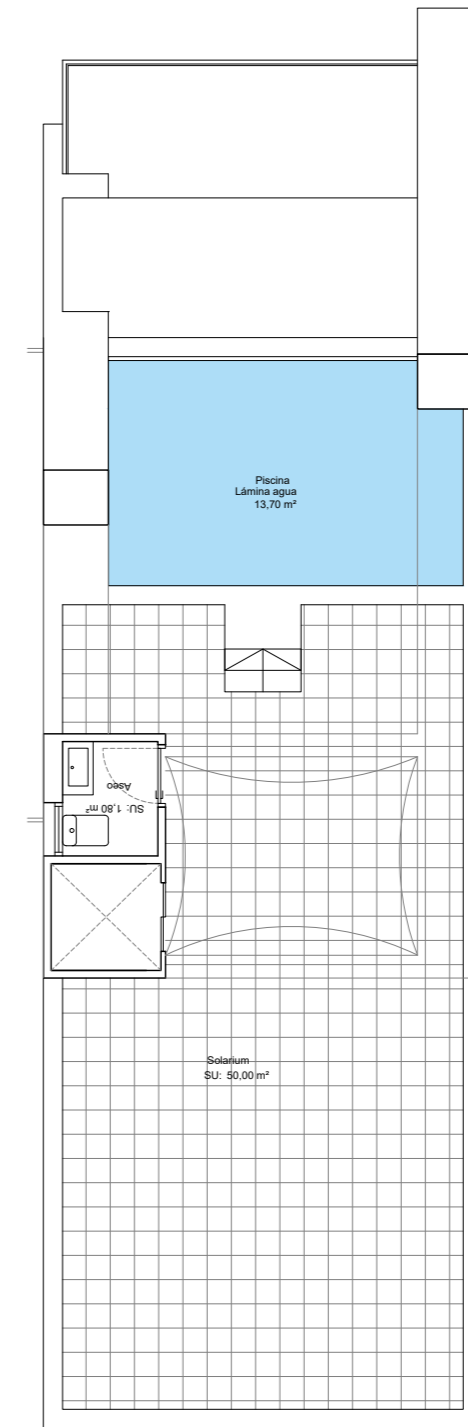 Piscina
Lámina agua
13,70 m²
Aseo
SU: 1,80 m²
Solarium
SU: 50,00 m²